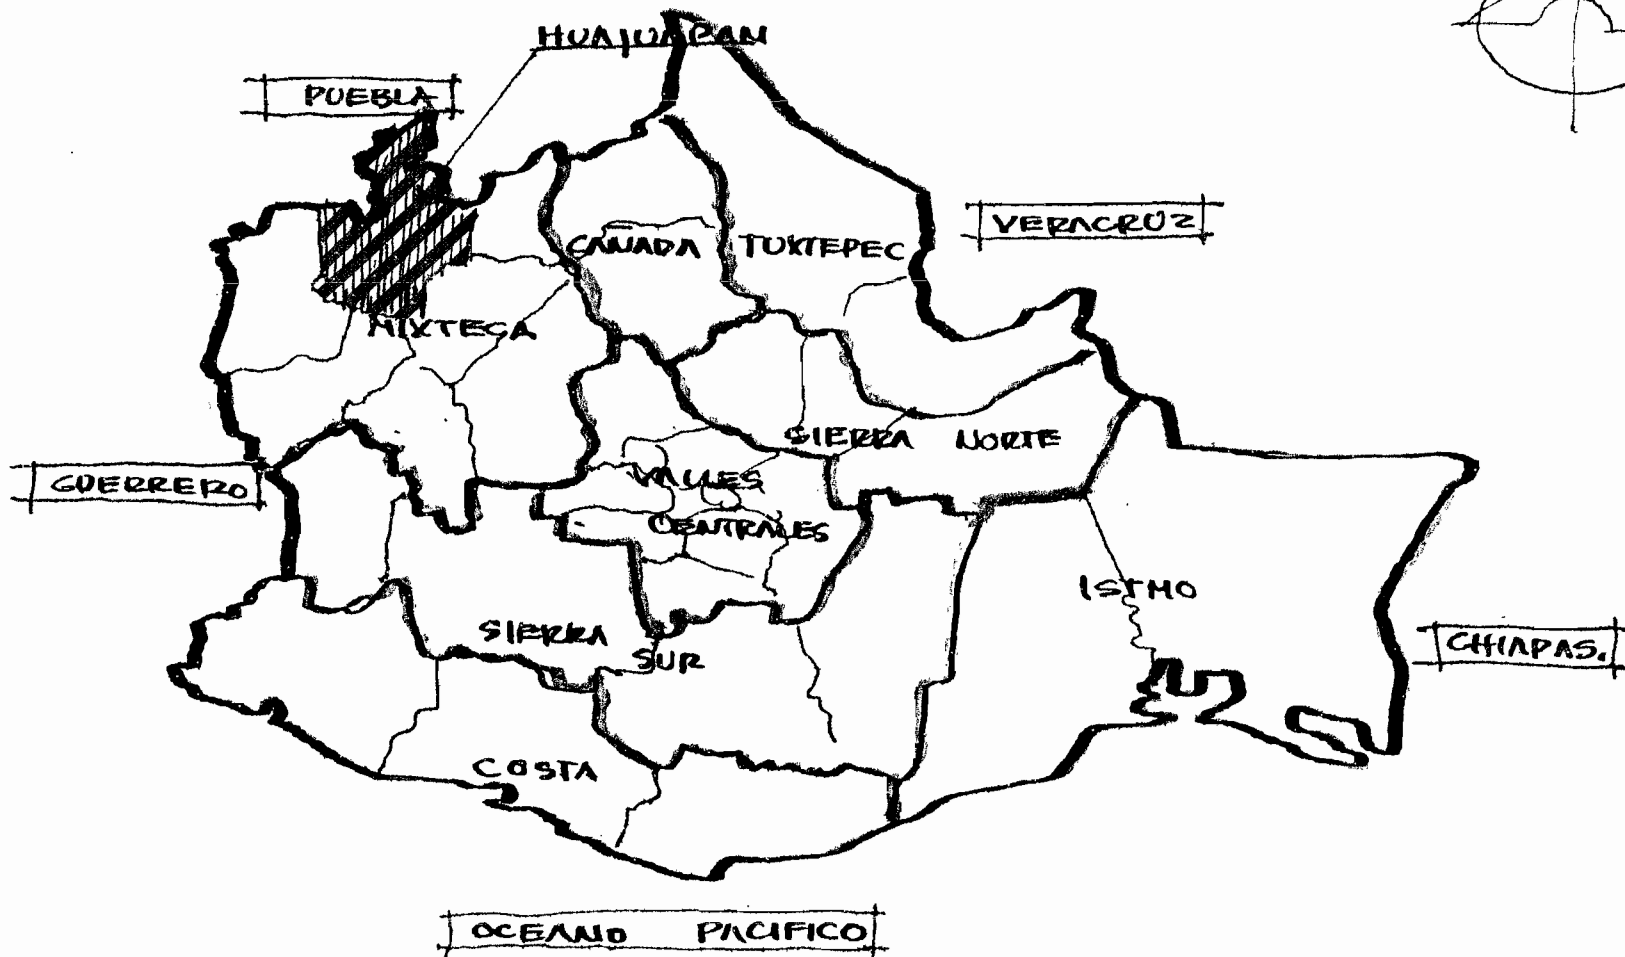 HUAJUAPAN
PUEBLA
VERACRUZ
CAÑADA
TUXTEPEC
MIXTECA
SIERRA NORTE
GUERRERO
VALLES
CENTRALES
ISTMO
SIERRA
SUR
CHIAPAS.
COSTA
OCEANO PACIFICO